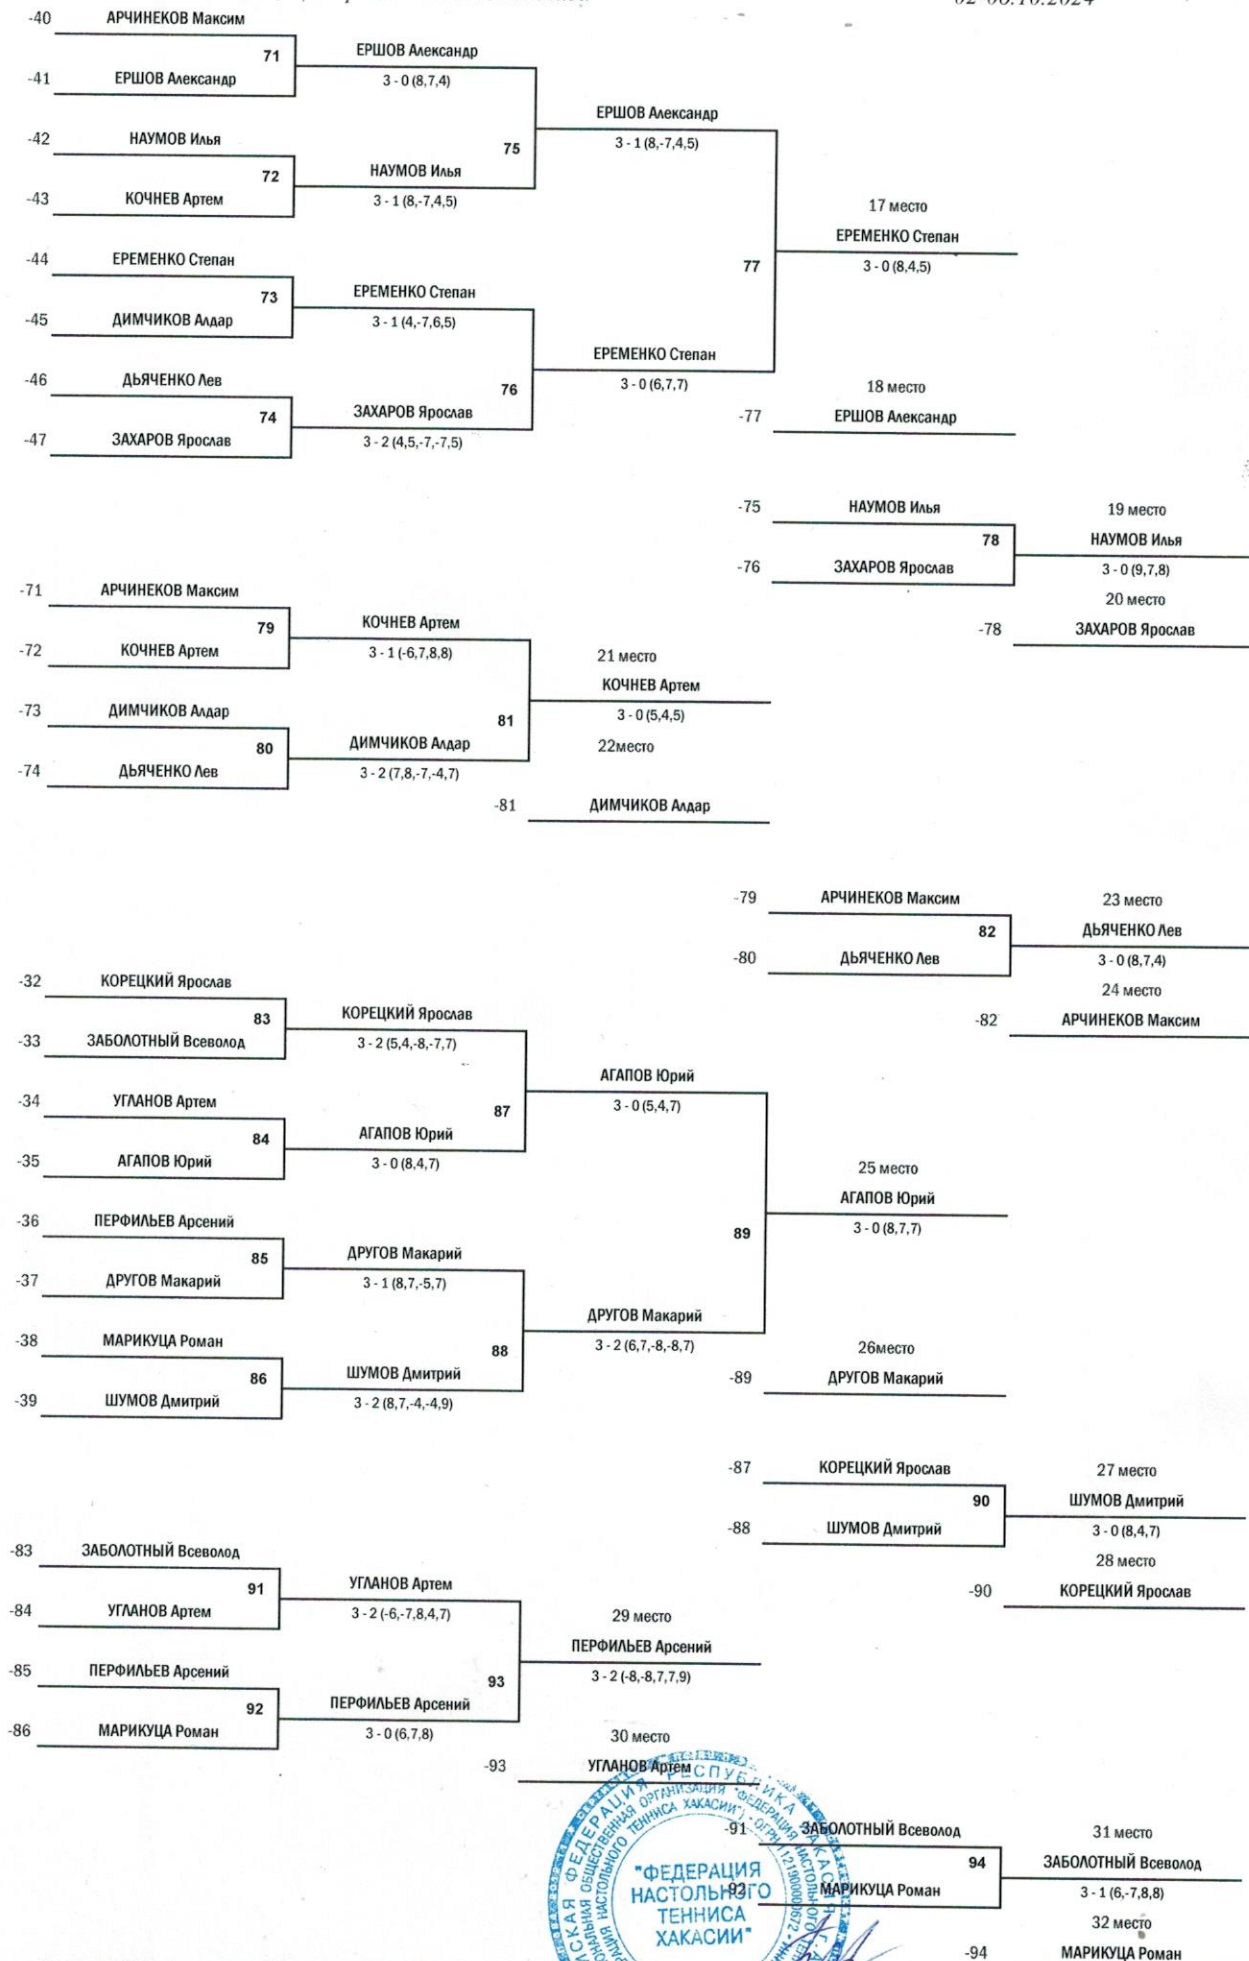 02-06.10.2024
-40 АРЧИНЕКОВ Максим
71 ЕРШОВ Александр
-41 ЕРШОВ Александр 3 - 0 (8,7,4)
ЕРШОВ Александр
-42 НАУМОВ Илья 75 3 - 1 (8,-7,4,5)
72 НАУМОВ Илья
-43 КОЧНЕВ Артем 3 - 1 (8,-7,4,5)
17 место
ЕРЕМЕНКО Степан
-44 ЕРЕМЕНКО Степан 77 3 - 0 (8,4,5)
73 ЕРЕМЕНКО Степан
-45 ДИМЧИКОВ Алдар 3 - 1 (4,-7,6,5)
ЕРЕМЕНКО Степан
-46 ДЬЯЧЕНКО Лев 76 3 - 0 (6,7,7) 18 место
74 ЗАХАРОВ Ярослав -77 ЕРШОВ Александр
-47 ЗАХАРОВ Ярослав 3 - 2 (4,5,-7,-7,5)
-75 НАУМОВ Илья 19 место
78 НАУМОВ Илья
-76 ЗАХАРОВ Ярослав 3 - 0 (9,7,8)
20 место
-78 ЗАХАРОВ Ярослав
-71 АРЧИНЕКОВ Максим
79 КОЧНЕВ Артем
-72 КОЧНЕВ Артем 3 - 1 (-6,7,8,8) 21 место
КОЧНЕВ Артем
-73 ДИМЧИКОВ Алдар 81 3 - 0 (5,4,5)
80 ДИМЧИКОВ Алдар 22место
-74 ДЬЯЧЕНКО Лев 3 - 2 (7,8,-7,-4,7)
-81 ДИМЧИКОВ Алдар
-79 АРЧИНЕКОВ Максим 23 место
82 ДЬЯЧЕНКО Лев
-80 ДЬЯЧЕНКО Лев 3 - 0 (8,7,4)
24 место
-82 АРЧИНЕКОВ Максим
-32 КОРЕЦКИЙ Ярослав
83 КОРЕЦКИЙ Ярослав
-33 ЗАБОЛОТНЫЙ Всеволод 3 - 2 (5,4,-8,-7,7)
АГАПОВ Юрий
-34 УГЛАНОВ Артем 87 3 - 0 (5,4,7)
84 АГАПОВ Юрий
-35 АГАПОВ Юрий 3 - 0 (8,4,7)
25 место
АГАПОВ Юрий
-36 ПЕРФИЛЬЕВ Арсений 89 3 - 0 (8,7,7)
85 ДРУГОВ Макарий
-37 ДРУГОВ Макарий 3 - 1 (8,7,-5,7)
ДРУГОВ Макарий
-38 МАРИКУЦА Роман 88 3 - 2 (6,7,-8,-8,7) 26место
86 ШУМОВ Дмитрий -89 ДРУГОВ Макарий
-39 ШУМОВ Дмитрий 3 - 2 (8,7,-4,-4,9)
-87 КОРЕЦКИЙ Ярослав 27 место
90 ШУМОВ Дмитрий
-88 ШУМОВ Дмитрий 3 - 0 (8,4,7)
28 место
-90 КОРЕЦКИЙ Ярослав
-83 ЗАБОЛОТНЫЙ Всеволод
91 УГЛАНОВ Артем
-84 УГЛАНОВ Артем 3 - 2 (-6,-7,8,4,7) 29 место
ПЕРФИЛЬЕВ Арсений
-85 ПЕРФИЛЬЕВ Арсений 93 3 - 2 (-8,-8,7,7,9)
92 ПЕРФИЛЬЕВ Арсений
-86 МАРИКУЦА Роман 3 - 0 (6,7,8) 30 место
-93 УГЛАНОВ Артем
-91 ЗАБОЛОТНЫЙ Всеволод 31 место
94 ЗАБОЛОТНЫЙ Всеволод
-92 МАРИКУЦА Роман 3 - 1 (6,-7,8,8)
32 место
-94 МАРИКУЦА Роман
"ФЕДЕРАЦИЯ
НАСТОЛЬНОГО
ТЕННИСА
ХАКАСИИ"